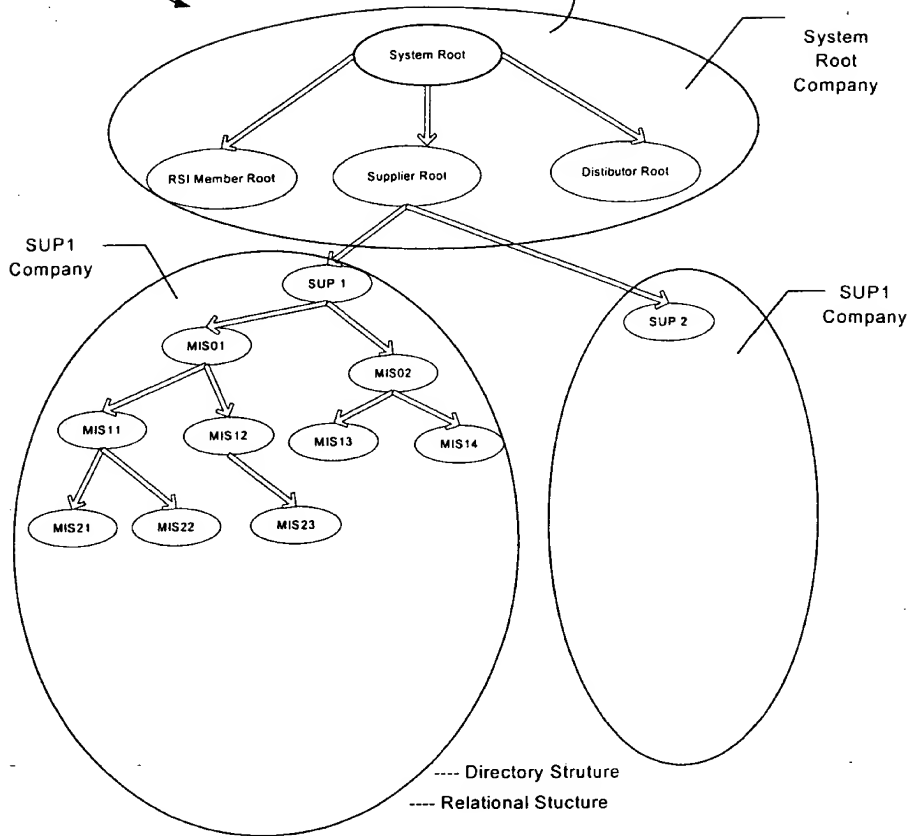 System Root
System
Root
Company
RSI Member Root
Supplier Root
Distibutor Root
SUP1
Company
SUP 1
SUP 2
SUP1
Company
MIS01
MIS02
MIS11
MIS12
MIS13
MIS14
MIS21
MIS22
MIS23
---- Directory Struture
---- Relational Stucture